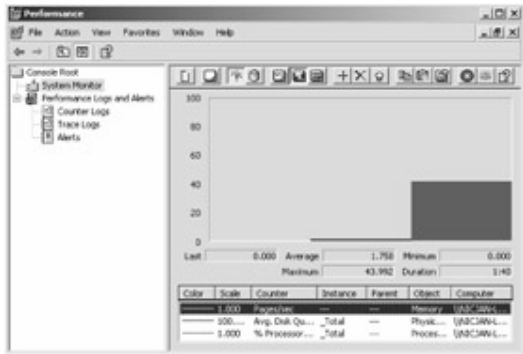 Performance
File Action View Favorites Window Help
Console Root
System Monitor
Performance Logs and Alerts
Counter Logs
Trace Logs
Alerts
100
80
60
40
20
0
Last 0.000 Average 1.758 Minimum 0.000
Maximum 43.992 Duration 1:40
Color Scale Counter Instance Parent Object Computer
1.000 Pages/sec --- --- Memory
100.... Avg. Disk Qu... _Total --- Physic...
1.000 % Processor... _Total --- Proces...